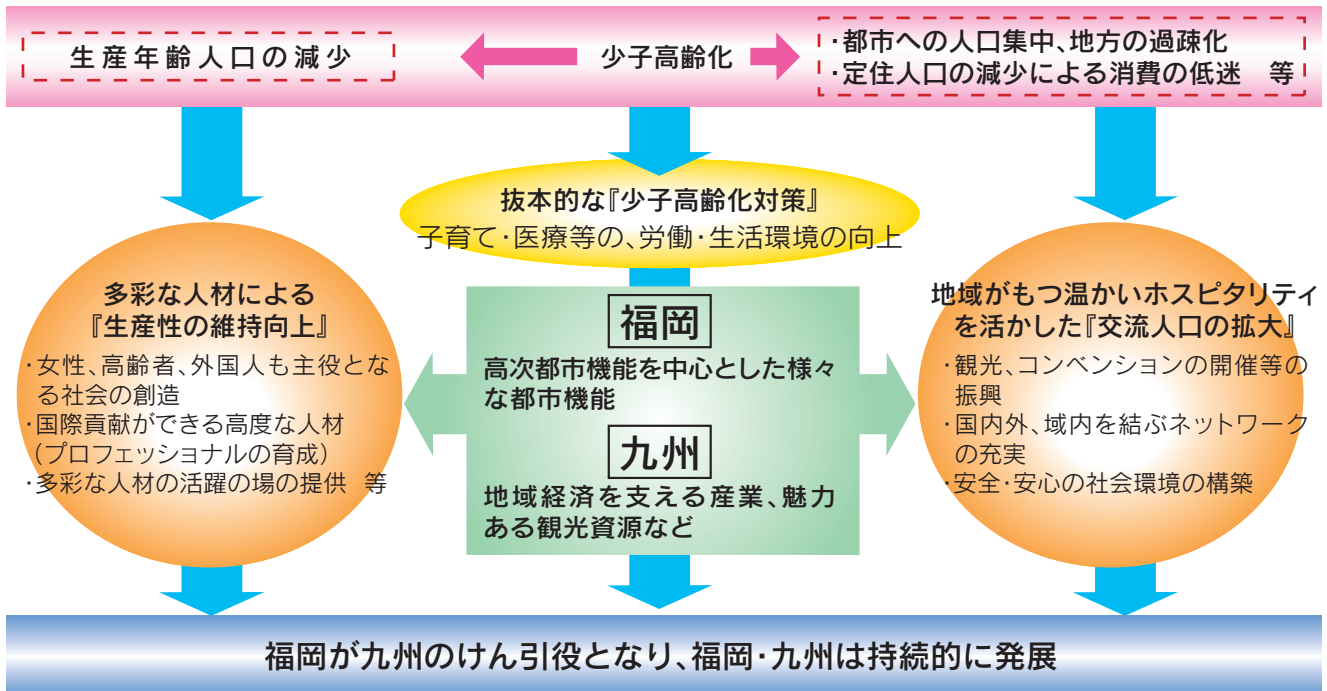 生産年齢人口の減少
少子高齢化
・都市への人口集中、地方の過疎化
・定住人口の減少による消費の低迷　等
抜本的な『少子高齢化対策』
子育て・医療等の、労働・生活環境の向上
多彩な人材による
『生産性の維持向上』
・女性、高齢者、外国人も主役とな
る社会の創造
・国際貢献ができる高度な人材
（プロフェッショナルの育成）
・多彩な人材の活躍の場の提供　等
福岡
高次都市機能を中心とした様々
な都市機能
九州
地域経済を支える産業、魅力
ある観光資源など
地域がもつ温かいホスピタリティ
を活かした『交流人口の拡大』
・観光、コンベンションの開催等の
振興
・国内外、域内を結ぶネットワーク
の充実
・安全・安心の社会環境の構築
福岡が九州のけん引役となり、福岡・九州は持続的に発展